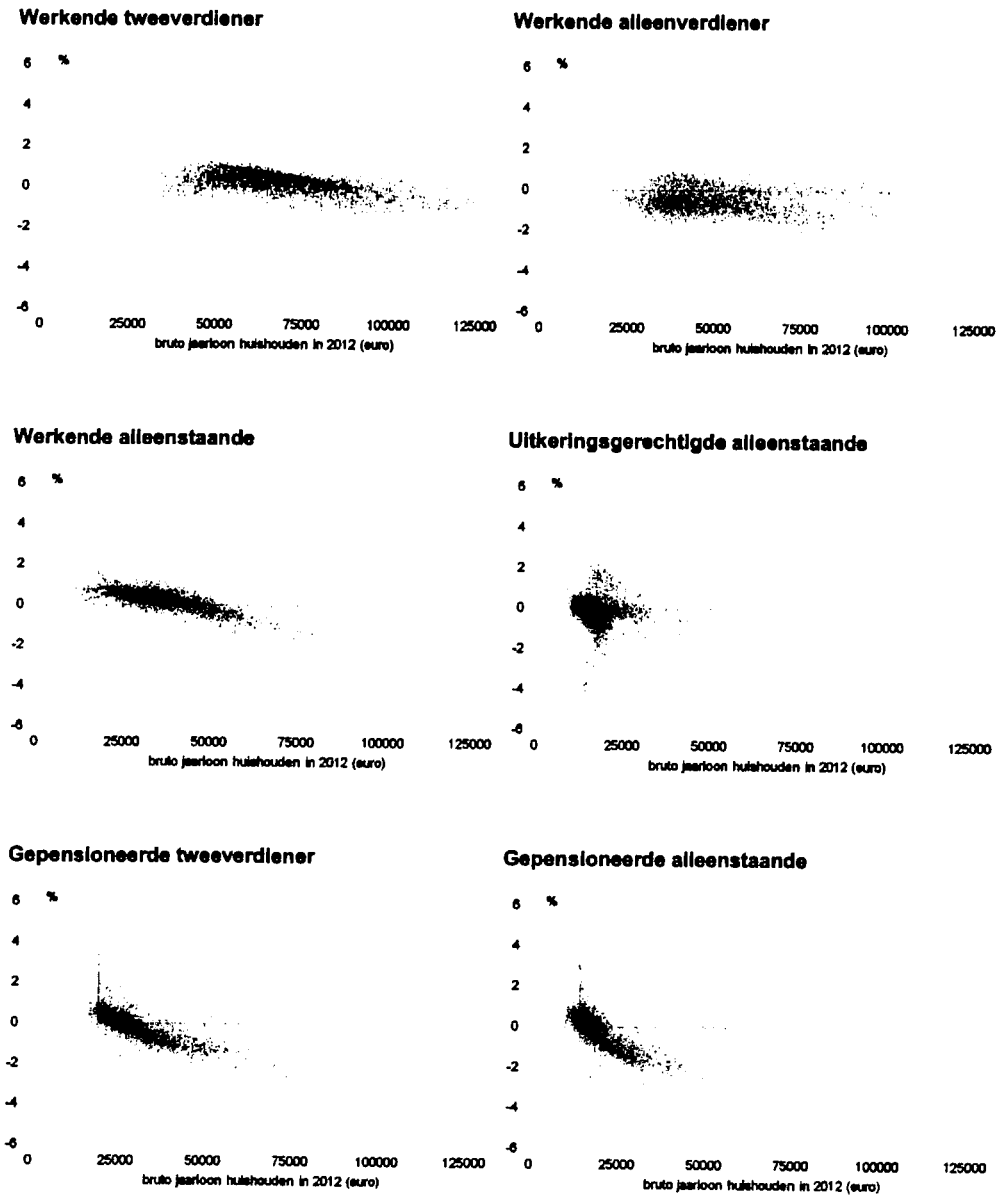 Werkende tweeverdiener
%
6
4
2
0
-2
-4
-6
0 25000 50000 75000 100000 125000
bruto jaarloon huishouden in 2012 (euro)
Werkende alleenverdiener
%
6
4
2
0
-2
-4
-6
0 25000 50000 75000 100000 125000
bruto jaarloon huishouden in 2012 (euro)
Werkende alleenstaande
%
6
4
2
0
-2
-4
-6
0 25000 50000 75000 100000 125000
bruto jaarloon huishouden in 2012 (euro)
Uitkeringsgerechtigde alleenstaande
%
6
4
2
0
-2
-4
-6
0 25000 50000 75000 100000 125000
bruto jaarloon huishouden in 2012 (euro)
Gepensioneerde tweeverdiener
%
6
4
2
0
-2
-4
-6
0 25000 50000 75000 100000 125000
bruto jaarloon huishouden in 2012 (euro)
Gepensioneerde alleenstaande
%
6
4
2
0
-2
-4
-6
0 25000 50000 75000 100000 125000
bruto jaarloon huishouden in 2012 (euro)